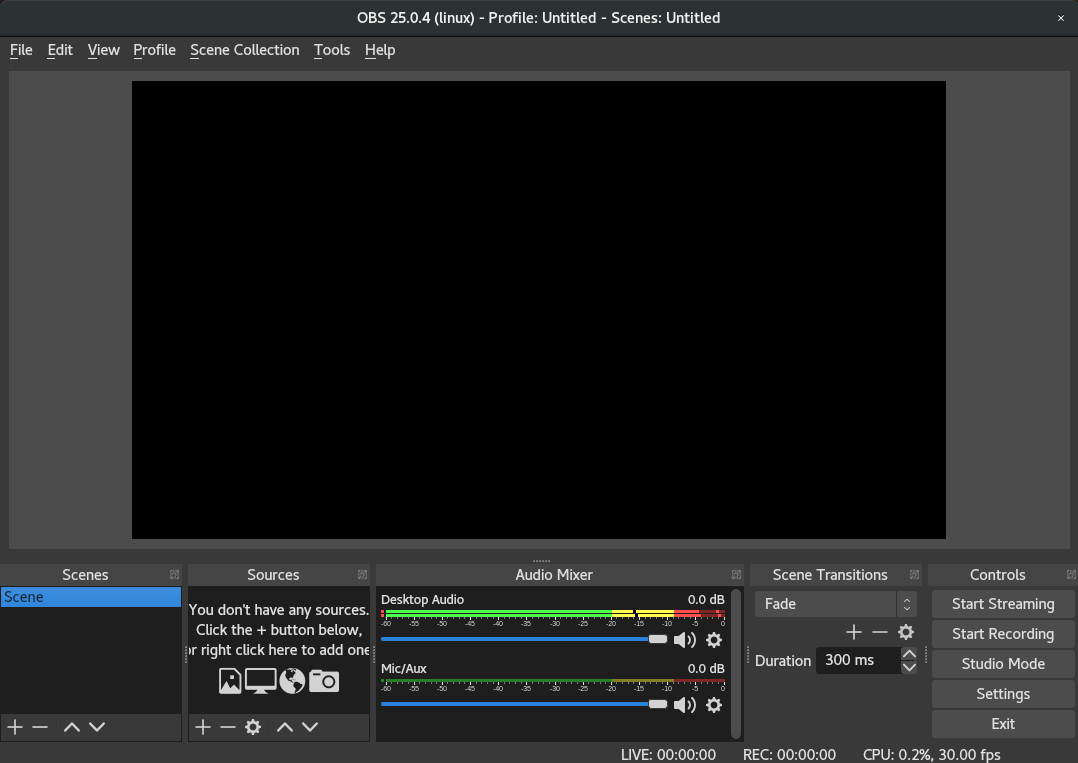 OBS 25.0.4 (linux) - Profile: Untitled - Scenes: Untitled
File Edit View Profile Scene Collection Tools Help
Scenes
Scene
Sources
You don't have any sources.
Click the + button below,
or right click here to add one
Audio Mixer
Desktop Audio 0.0 dB
-60 -55 -50 -45 -40 -35 -30 -25 -20 -15 -10 -5 0
Mic/Aux 0.0 dB
-60 -55 -50 -45 -40 -35 -30 -25 -20 -15 -10 -5 0
Scene Transitions
Fade
Duration 300 ms
Controls
Start Streaming
Start Recording
Studio Mode
Settings
Exit
LIVE: 00:00:00 REC: 00:00:00 CPU: 0.2%, 30.00 fps